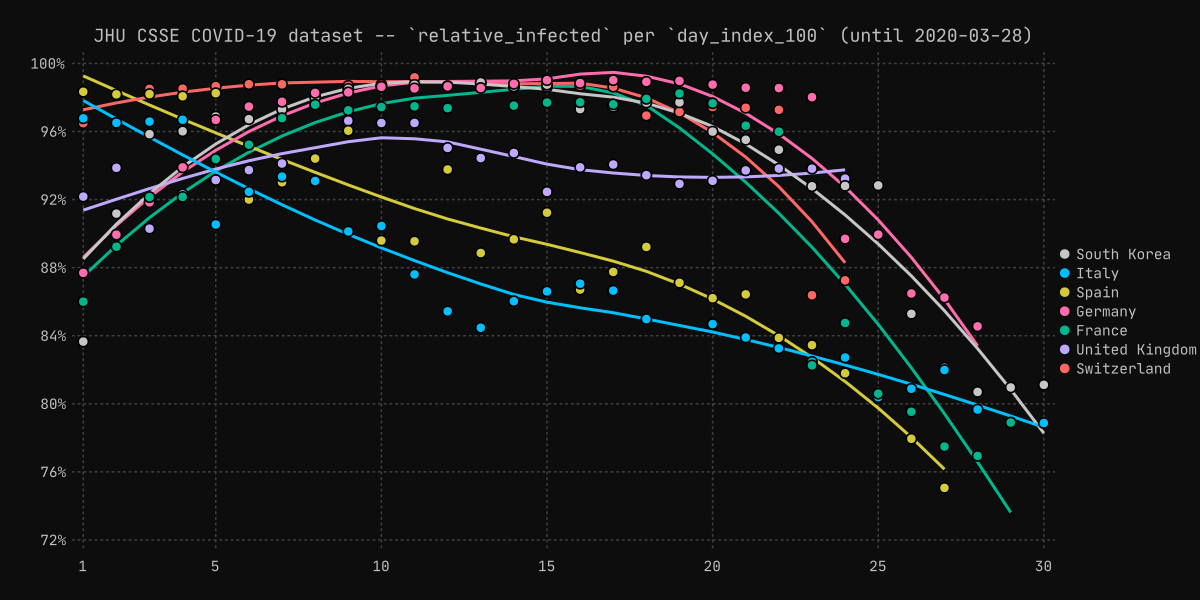 JHU CSSE COVID-19 dataset -- `relative_infected` per `day_index_100` (until 2020-03-28)
100%
96%
92%
88%
84%
80%
76%
72%
1 5 10 15 20 25 30
South Korea
Italy
Spain
Germany
France
United Kingdom
Switzerland